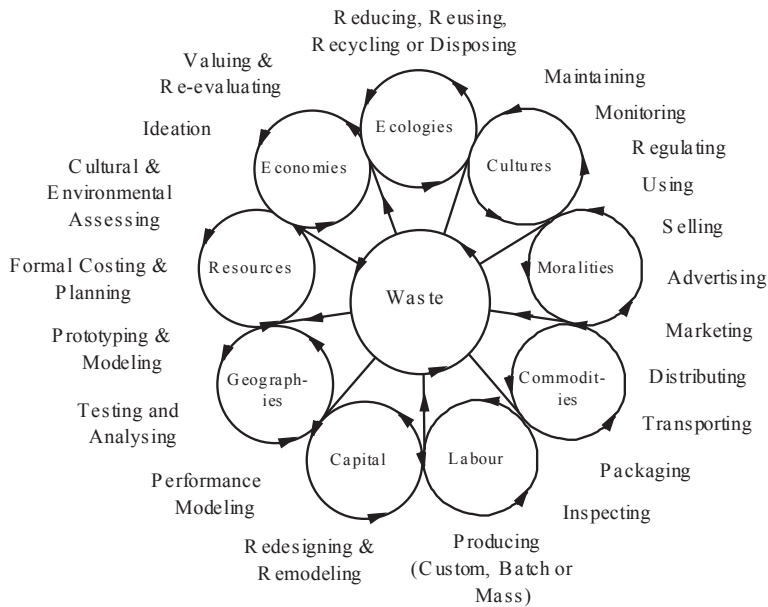 Reducing, Reusing,
Recycling or Disposing
Valuing &
Re-evaluating
Ideation
Cultural &
Environmental
Assessing
Formal Costing &
Planning
Prototyping &
Modeling
Testing and
Analysing
Performance
Modeling
Redesigning &
Remodeling
Producing
(Custom, Batch or
Mass)
Inspecting
Packaging
Transporting
Distributing
Marketing
Advertising
Selling
Using
Regulating
Monitoring
Maintaining
Ecologies
Cultures
Moralities
Commodit-
ies
Labour
Capital
Geograph-
ies
Resources
Economies
Waste